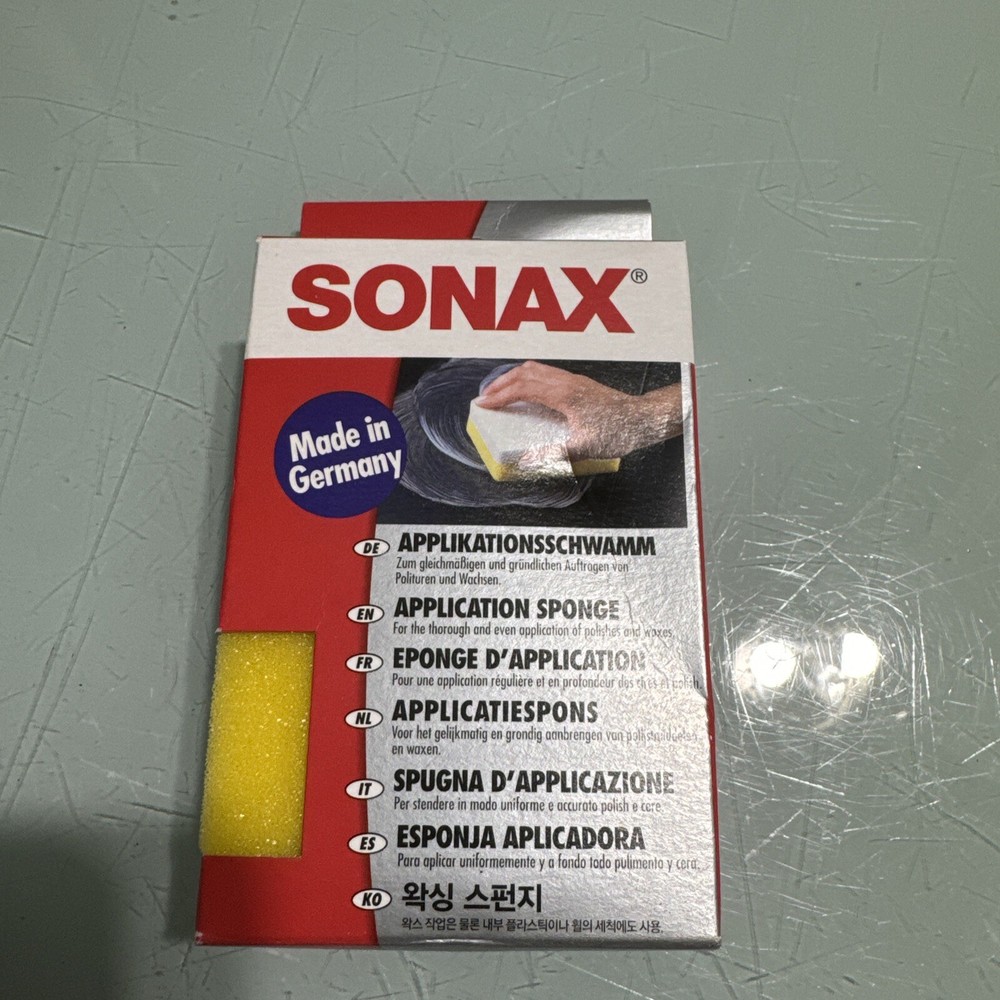 SONAX®
Made in
Germany
DE APPLIKATIONSSCHWAMM
Zum gleichmäßigen und gründlichen Auftragen von
Polituren und Wachsen.
EN APPLICATION SPONGE
For the thorough and even application of polishes and waxes.
FR EPONGE D'APPLICATION
Pour une application régulière et en profondeur des cires et polish.
NL APPLICATIESPONS
Voor het gelijkmatig en grondig aanbrengen van
en waxen.
IT SPUGNA D'APPLICAZIONE
Per stendere in modo uniforme e accurato polish e cere.
ES ESPONJA APLICADORA
Para aplicar uniformemente y a fondo todo pulimento y cera.
KO 왁싱 스펀지
왁스 작업은 물론 내부 플라스틱이나 휠의 세척에도 사용.